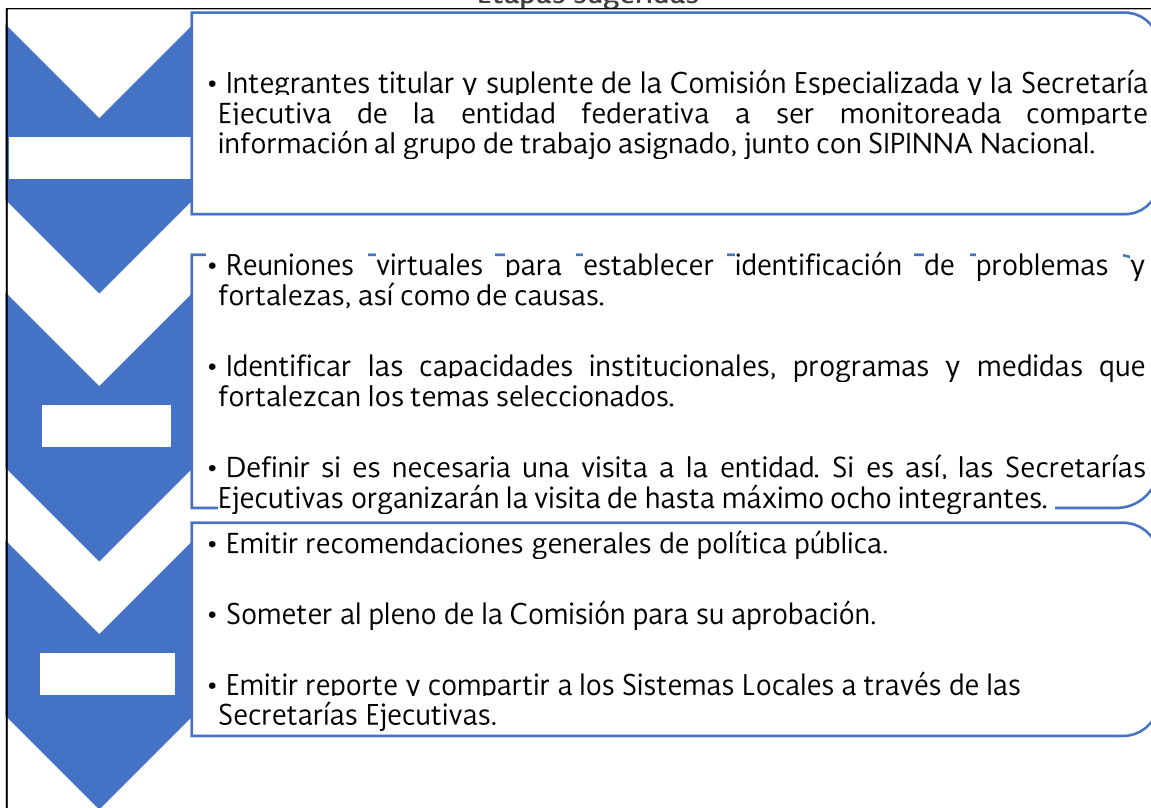 Etapas sugeridas
• Integrantes titular y suplente de la Comisión Especializada y la Secretaría
Ejecutiva de la entidad federativa a ser monitoreada comparte
información al grupo de trabajo asignado, junto con SIPINNA Nacional.
• Reuniones virtuales para establecer identificación de problemas y
fortalezas, así como de causas.
• Identificar las capacidades institucionales, programas y medidas que
fortalezcan los temas seleccionados.
• Definir si es necesaria una visita a la entidad. Si es así, las Secretarías
Ejecutivas organizarán la visita de hasta máximo ocho integrantes.
• Emitir recomendaciones generales de política pública.
• Someter al pleno de la Comisión para su aprobación.
• Emitir reporte y compartir a los Sistemas Locales a través de las
Secretarías Ejecutivas.